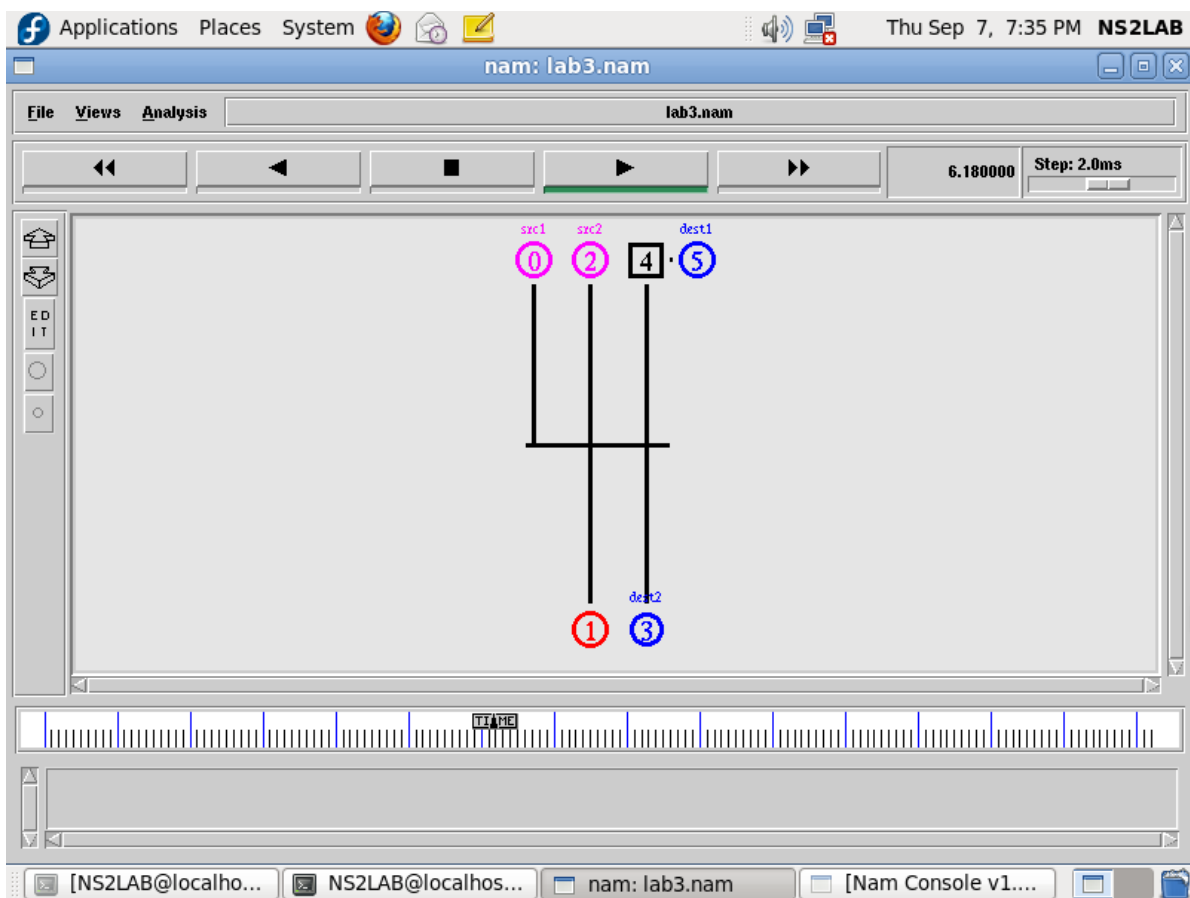 Applications Places System Thu Sep 7, 7:35 PM NS2LAB
nam: lab3.nam
File Views Analysis lab3.nam
6.180000 Step: 2.0ms
src1 src2 dest1
0 2 4 5
ED
IT
dest2
1 3
TIME
[NS2LAB@localho... NS2LAB@localhos... nam: lab3.nam [Nam Console v1....